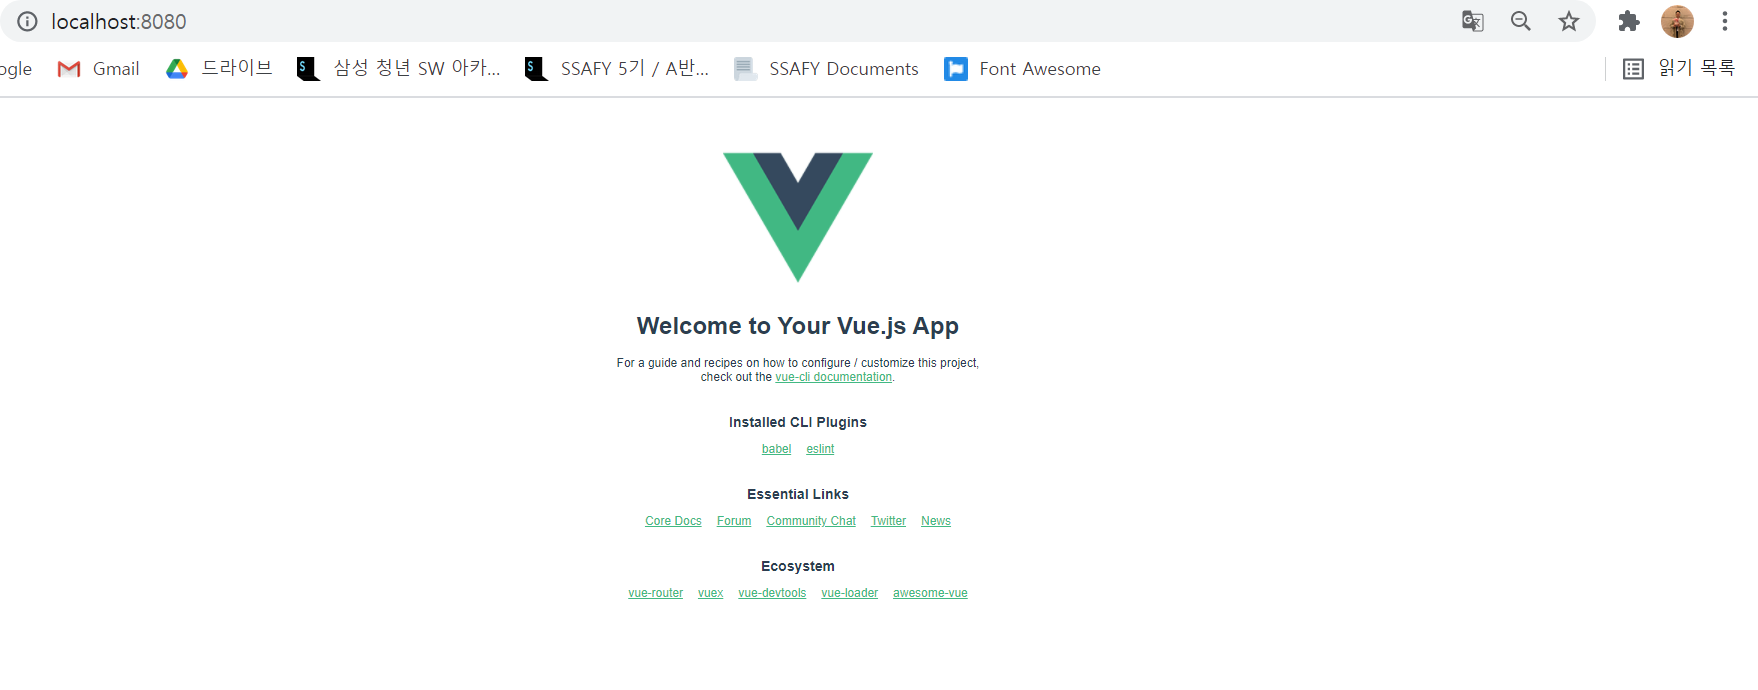 localhost:8080
ogle Gmail 드라이브 삼성 청년 SW 아카... SSAFY 5기 / A반... SSAFY Documents Font Awesome 읽기 목록
Welcome to Your Vue.js App
For a guide and recipes on how to configure / customize this project,
check out the vue-cli documentation.
Installed CLI Plugins
babel eslint
Essential Links
Core Docs Forum Community Chat Twitter News
Ecosystem
vue-router vuex vue-devtools vue-loader awesome-vue